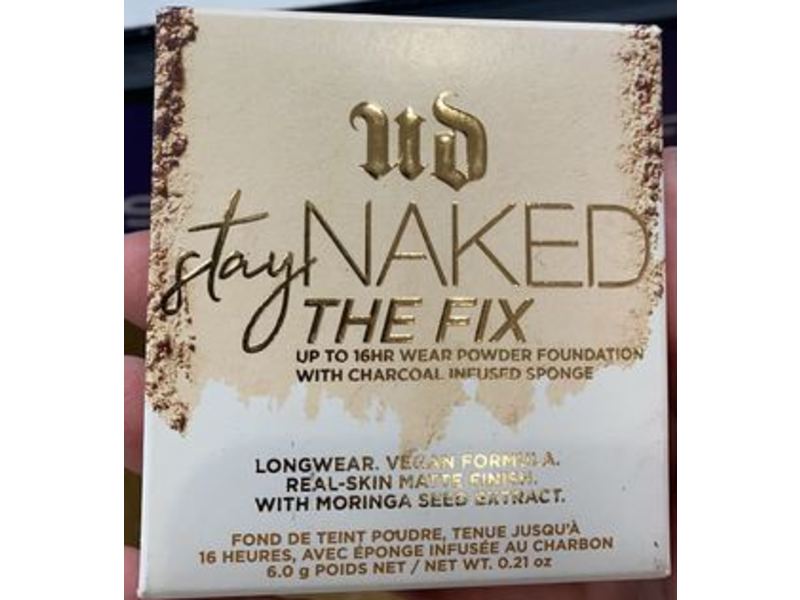 UD
stay NAKED
THE FIX
UP TO 16HR WEAR POWDER FOUNDATION
WITH CHARCOAL INFUSED SPONGE
LONGWEAR. VEGAN FORMULA.
REAL-SKIN MATTE FINISH.
WITH MORINGA SEED EXTRACT.
FOND DE TEINT POUDRE, TENUE JUSQU'À
16 HEURES, AVEC ÉPONGE INFUSÉE AU CHARBON
6.0 g POIDS NET / NET WT. 0.21 oz